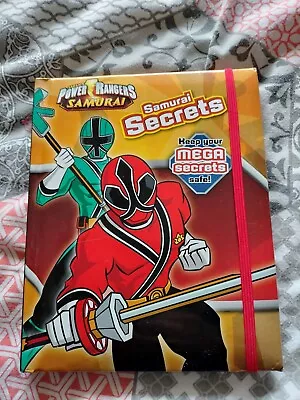 POWER RANGERS
SAMURAI
Samurai
Secrets
Keep your
MEGA
secrets
safe!